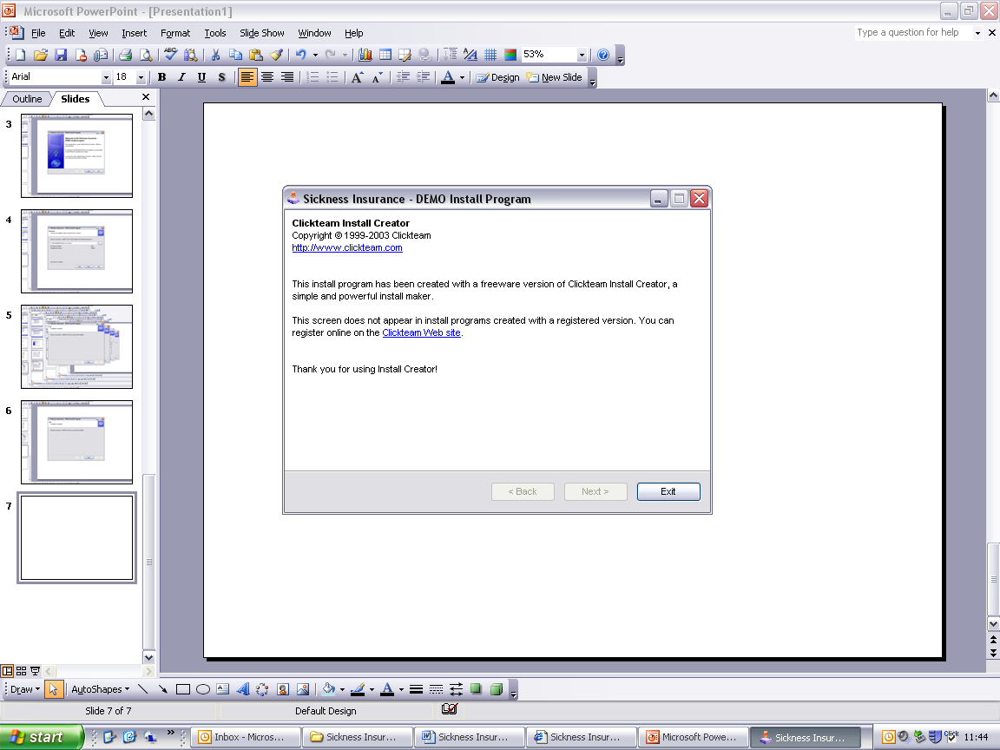 Microsoft PowerPoint - [Presentation1]
File Edit View Insert Format Tools Slide Show Window Help
Type a question for help
53%
Arial 18 B I U S A A A Design New Slide
Outline Slides
3
4
5
6
7
Sickness Insurance - DEMO Install Program
Clickteam Install Creator
Copyright © 1999-2003 Clickteam
http://www.clickteam.com
This install program has been created with a freeware version of Clickteam Install Creator, a
simple and powerful install maker.
This screen does not appear in install programs created with a registered version. You can
register online on the Clickteam Web site.
Thank you for using Install Creator!
< Back Next > Exit
Draw AutoShapes
Slide 7 of 7 Default Design
start Inbox - Micros... Sickness Insur... Sickness Insur... Sickness Insur... Microsoft Powe... Sickness Insur... 11:44